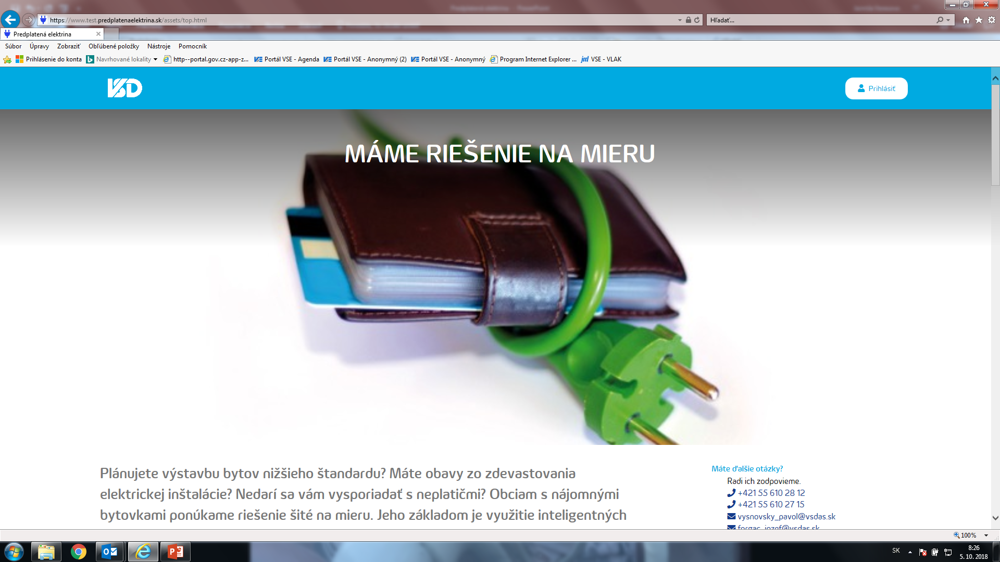 https://www.test.predplatenaelektrina.sk/assets/top.html
Hľadať...
Predplatená elektrina
Súbor Úpravy Zobraziť Obľúbené položky Nástroje Pomocník
Prihlásenie do konta Navrhované lokality http--portal.gov.cz-app-z... Portál VSE - Agenda Portál VSE - Anonymný (2) Portál VSE - Anonymný Program Internet Explorer ... VSE - VLAK
VSD
Prihlásiť
MÁME RIEŠENIE NA MIERU
Plánujete výstavbu bytov nižšieho štandardu? Máte obavy zo zdevastovania
elektrickej inštalácie? Nedarí sa vám vysporiadať s neplatičmi? Obciam s nájomnými
bytovkami ponúkame riešenie šité na mieru. Jeho základom je využitie inteligentných
Máte ďalšie otázky?
Radi ich zodpovieme.
+421 55 610 28 12
+421 55 610 27 15
vysnovsky_pavol@vsdas.sk
forgac_jozef@vsdas.sk
100%
SK
8:26
5. 10. 2018